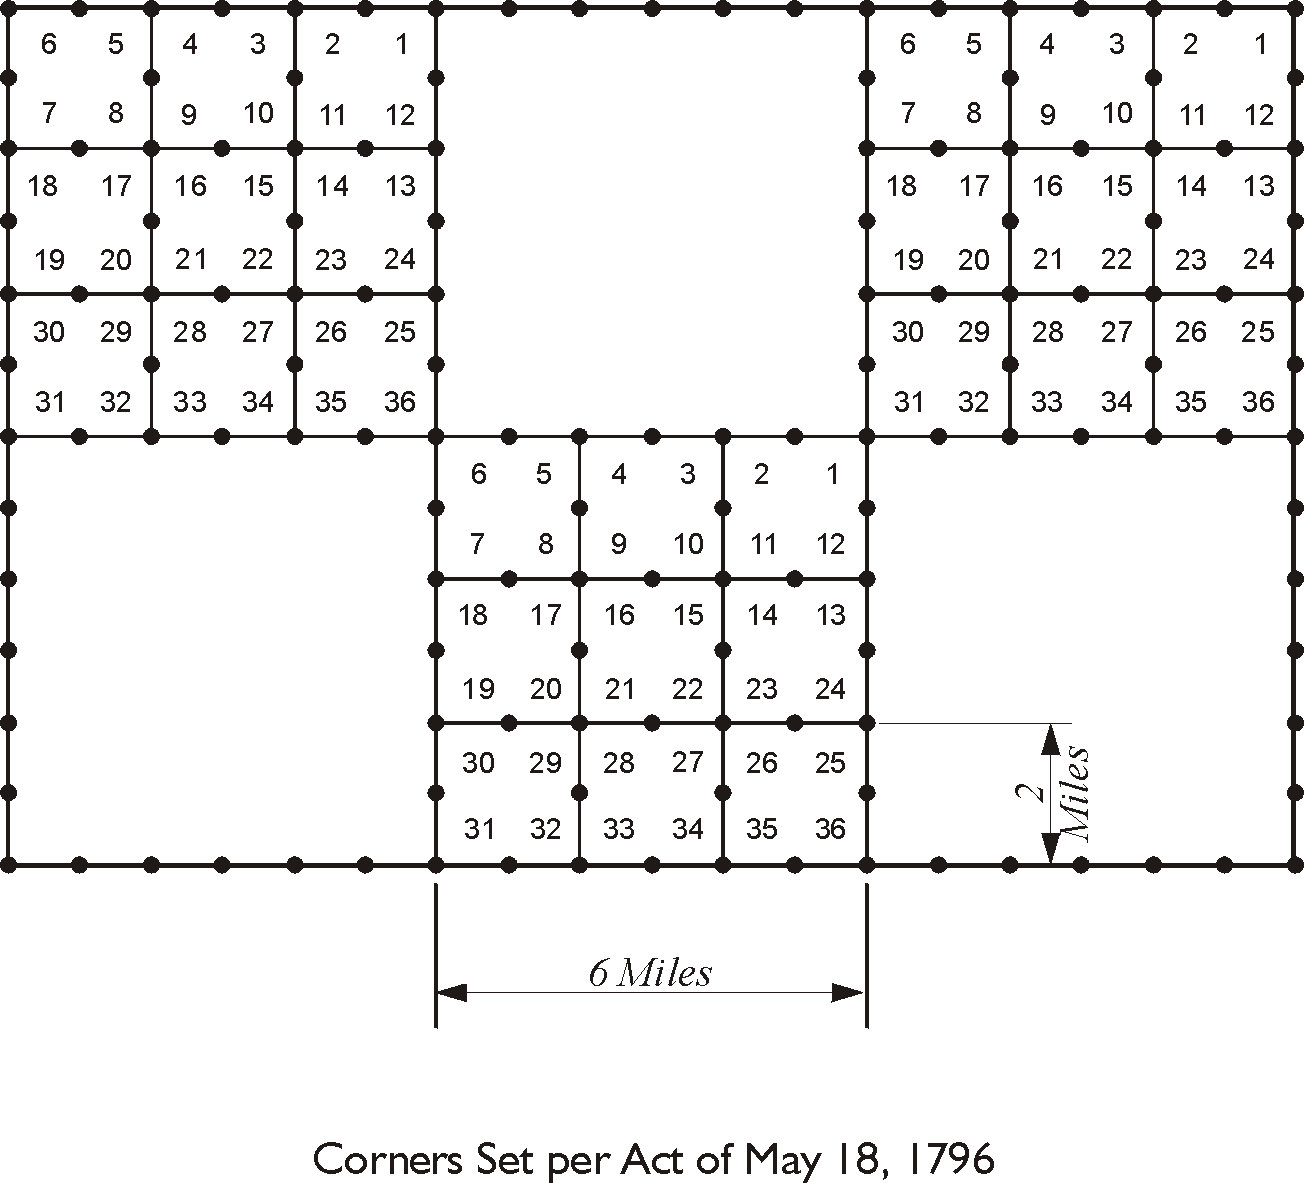 6 5 4 3 2 1 6 5 4 3 2 1
7 8 9 10 11 12 7 8 9 10 11 12
18 17 16 15 14 13 18 17 16 15 14 13
19 20 21 22 23 24 19 20 21 22 23 24
30 29 28 27 26 25 30 29 28 27 26 25
31 32 33 34 35 36 31 32 33 34 35 36
6 5 4 3 2 1
7 8 9 10 11 12
18 17 16 15 14 13
19 20 21 22 23 24
30 29 28 27 26 25
31 32 33 34 35 36
2
Miles
6 Miles
Corners Set per Act of May 18, 1796